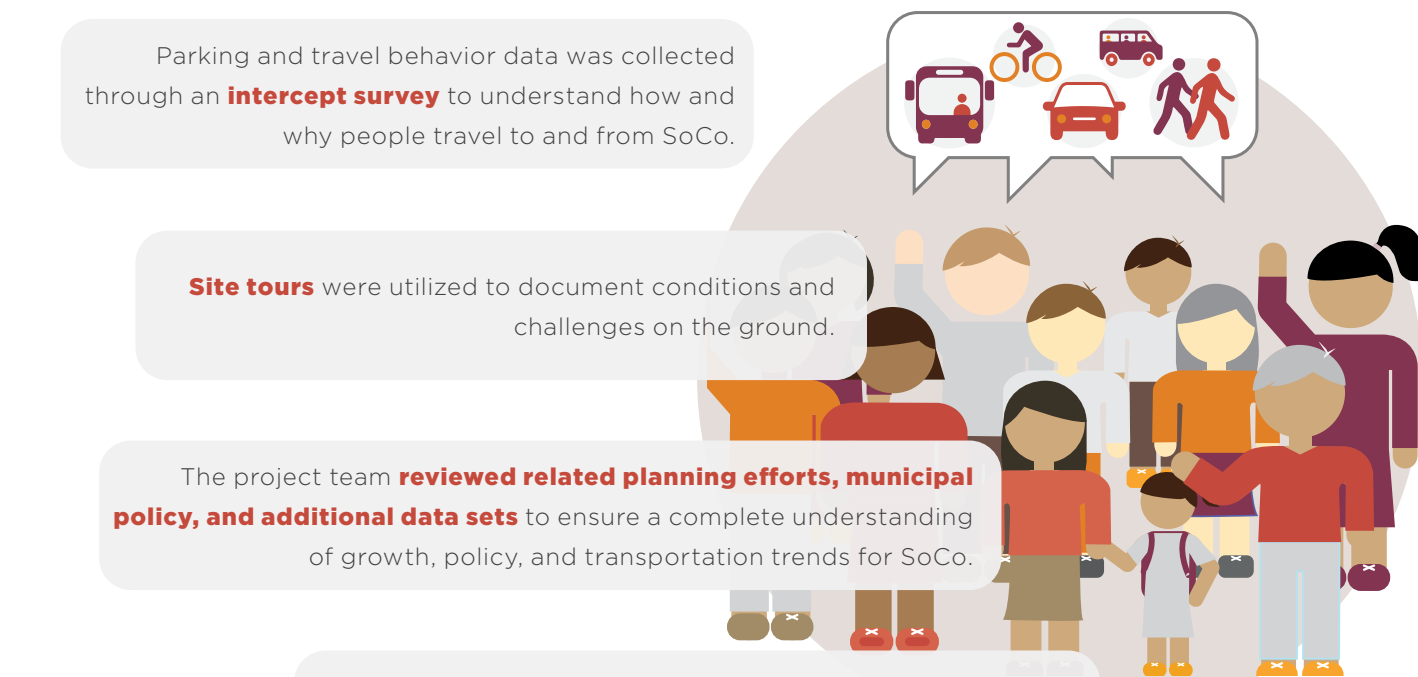 Parking and travel behavior data was collected
through an intercept survey to understand how and
why people travel to and from SoCo.
Site tours were utilized to document conditions and
challenges on the ground.
The project team reviewed related planning efforts, municipal
policy, and additional data sets to ensure a complete understanding
of growth, policy, and transportation trends for SoCo.